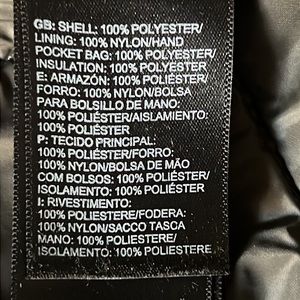 GB: SHELL: 100% POLYESTER/
LINING: 100% NYLON/HAND
POCKET BAG: 100% POLYESTER/
INSULATION: 100% POLYESTER
E: ARMAZÓN: 100% POLIÉSTER/
FORRO: 100% NYLON/BOLSA
PARA BOLSILLO DE MANO:
100% POLIÉSTER/AISLAMIENTO:
100% POLIÉSTER
P: TECIDO PRINCIPAL:
100% POLIÉSTER/FORRO:
100% NYLON/BOLSA DE MÃO
COM BOLSOS: 100% POLIÉSTER/
ISOLAMENTO: 100% POLIÉSTER
I: RIVESTIMENTO:
100% POLIESTERE/FODERA:
100% NYLON/SACCO TASCA
MANO: 100% POLIESTERE/
ISOLAMENTO: 100% POLIESTERE